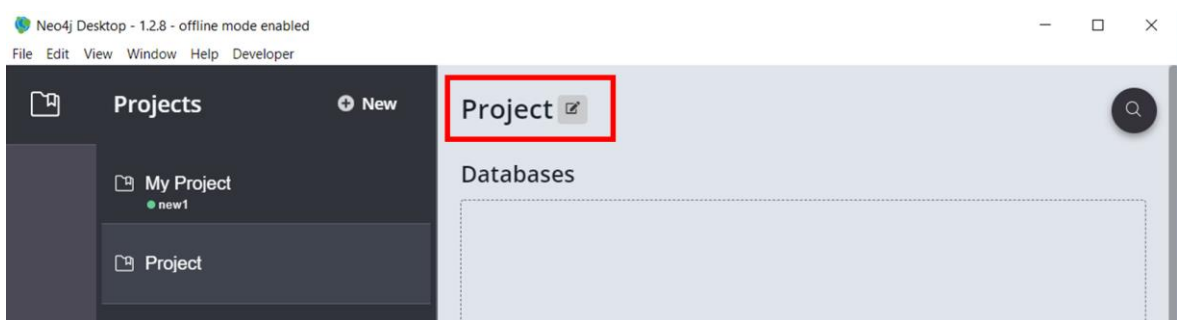 Neo4j Desktop - 1.2.8 - offline mode enabled
File Edit View Window Help Developer
Projects New
Project
My Project
new1
Databases
Project